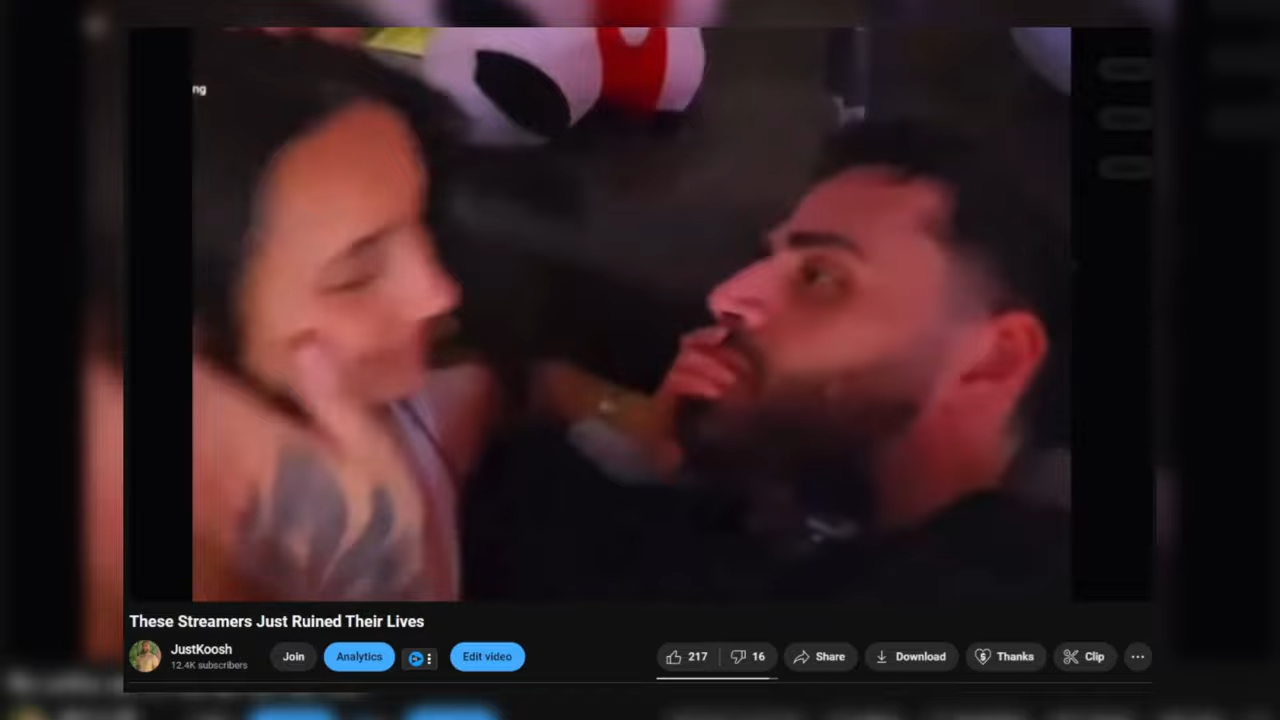 ng
These Streamers Just Ruined Their Lives
JustKoosh
12.4K subscribers
Join
Analytics
Edit video
217
16
Share
Download
Thanks
Clip